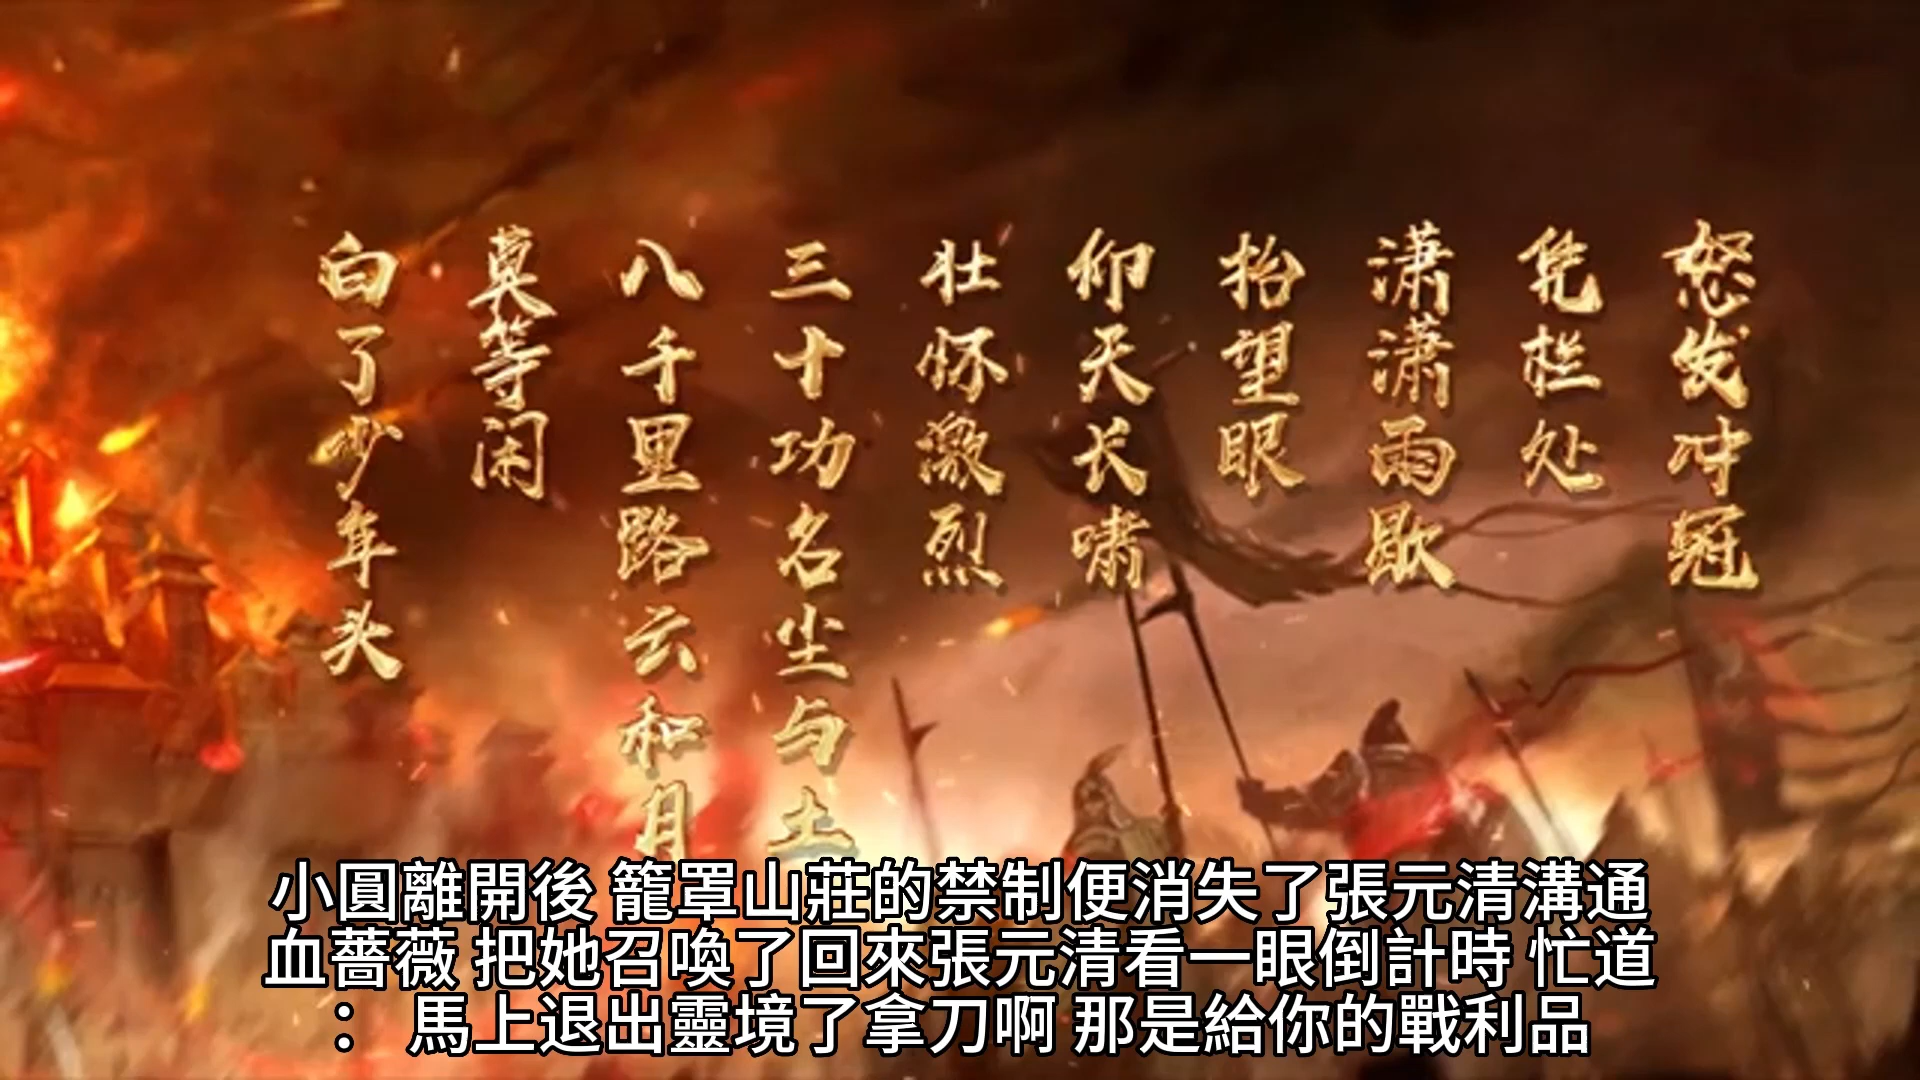 怒发冲冠
凭栏处
潇潇雨歇
抬望眼
仰天长啸
壮怀激烈
三十功名尘与土
八千里路云和月
莫等闲
白了少年头
小圓離開後 籠罩山莊的禁制便消失了張元清溝通
血薔薇 把她召喚了回來張元清看一眼倒計時 忙道
： 馬上退出靈境了拿刀啊 那是給你的戰利品